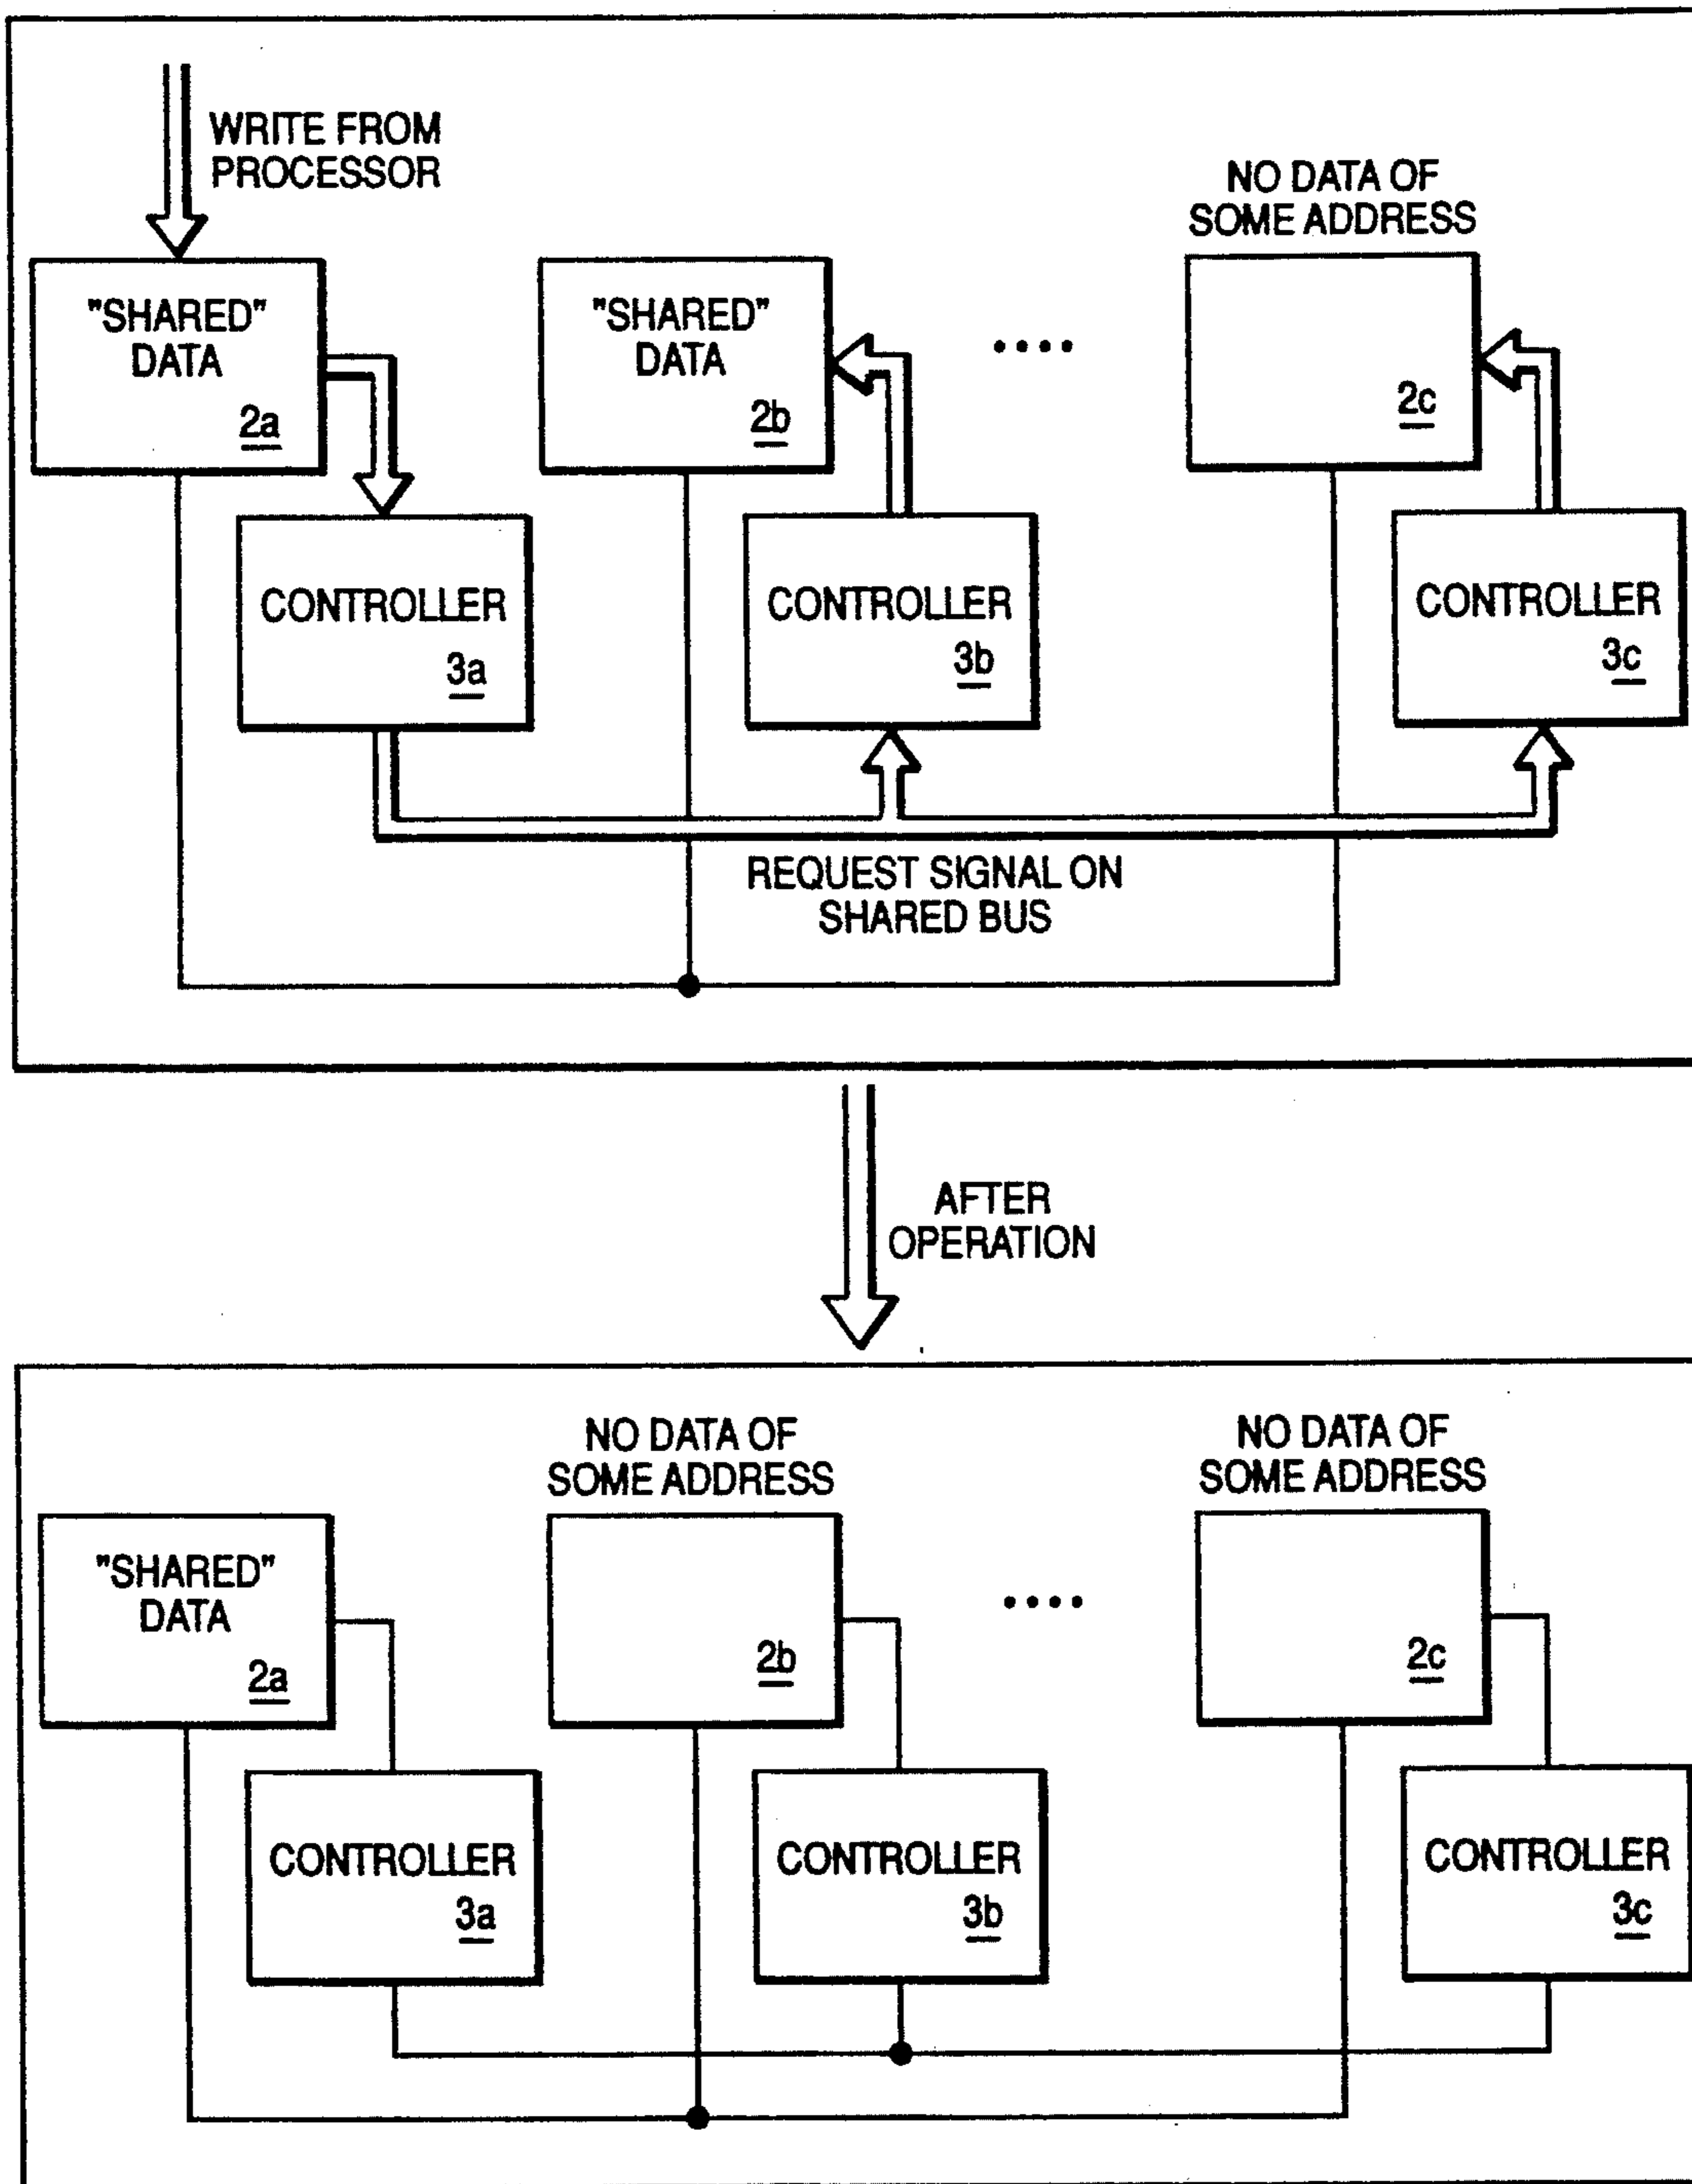 WRITE FROM
PROCESSOR
NO DATA OF
SOME ADDRESS
"SHARED"
DATA
2a
"SHARED"
DATA
2b
2c
CONTROLLER
3a
CONTROLLER
3b
CONTROLLER
3c
REQUEST SIGNAL ON
SHARED BUS
AFTER
OPERATION
NO DATA OF
SOME ADDRESS
NO DATA OF
SOME ADDRESS
"SHARED"
DATA
2a
2b
2c
CONTROLLER
3a
CONTROLLER
3b
CONTROLLER
3c